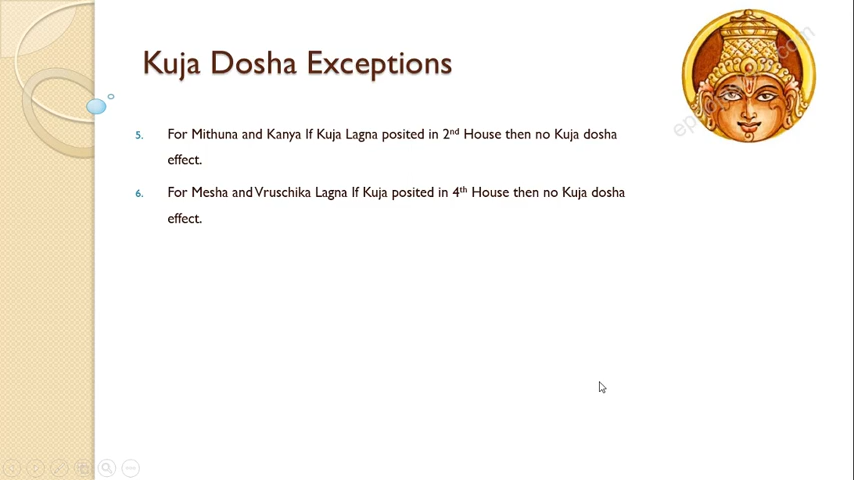 Kuja Dosha Exceptions
5. For Mithuna and Kanya If Kuja Lagna posited in 2nd House then no Kuja dosha
effect.
6. For Mesha and Vruschika Lagna If Kuja posited in 4th House then no Kuja dosha
effect.